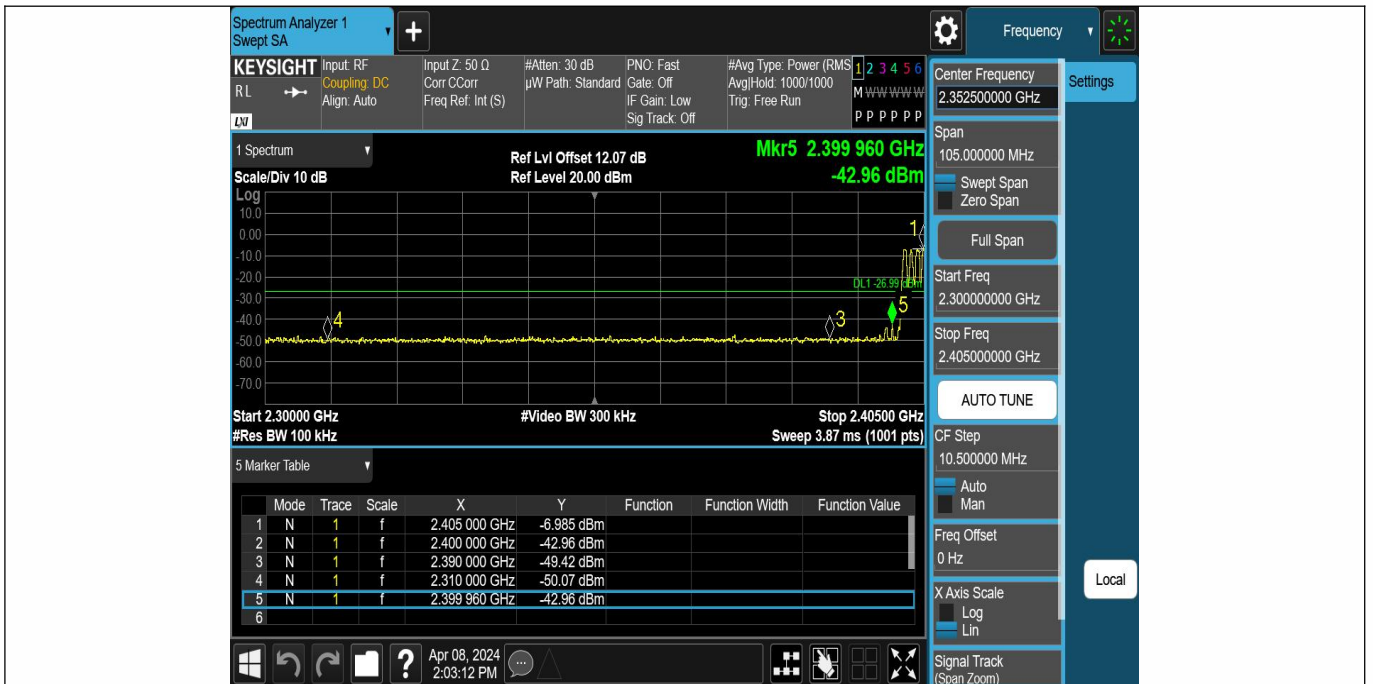 Spectrum Analyzer 1
Swept SA
+
Frequency
KEYSIGHT
RL
LXI
Input: RF
Coupling: DC
Align: Auto
Input Z: 50 Ω
Corr CCorr
Freq Ref: Int (S)
#Atten: 30 dB
µW Path: Standard
PNO: Fast
Gate: Off
IF Gain: Low
Sig Track: Off
#Avg Type: Power (RMS
Avg|Hold: 1000/1000
Trig: Free Run
1 2 3 4 5 6
M W W W W W
P P P P P P
1 Spectrum
Scale/Div 10 dB
Ref Lvl Offset 12.07 dB
Ref Level 20.00 dBm
Mkr5 2.399 960 GHz
-42.96 dBm
Log
10.0
0.00
-10.0
-20.0
-30.0
-40.0
-50.0
-60.0
-70.0
1
DL1 -26.99 dBm
5
4
3
Start 2.30000 GHz
#Video BW 300 kHz
Stop 2.40500 GHz
#Res BW 100 kHz
Sweep 3.87 ms (1001 pts)
5 Marker Table
Mode Trace Scale X Y Function Function Width Function Value
1 N 1 f 2.405 000 GHz -6.985 dBm
2 N 1 f 2.400 000 GHz -42.96 dBm
3 N 1 f 2.390 000 GHz -49.42 dBm
4 N 1 f 2.310 000 GHz -50.07 dBm
5 N 1 f 2.399 960 GHz -42.96 dBm
6
?
Apr 08, 2024
2:03:12 PM
Center Frequency
2.352500000 GHz
Settings
Span
105.000000 MHz
Swept Span
Zero Span
Full Span
Start Freq
2.300000000 GHz
Stop Freq
2.405000000 GHz
AUTO TUNE
CF Step
10.500000 MHz
Auto
Man
Freq Offset
0 Hz
Local
X Axis Scale
Log
Lin
Signal Track
(Span Zoom)